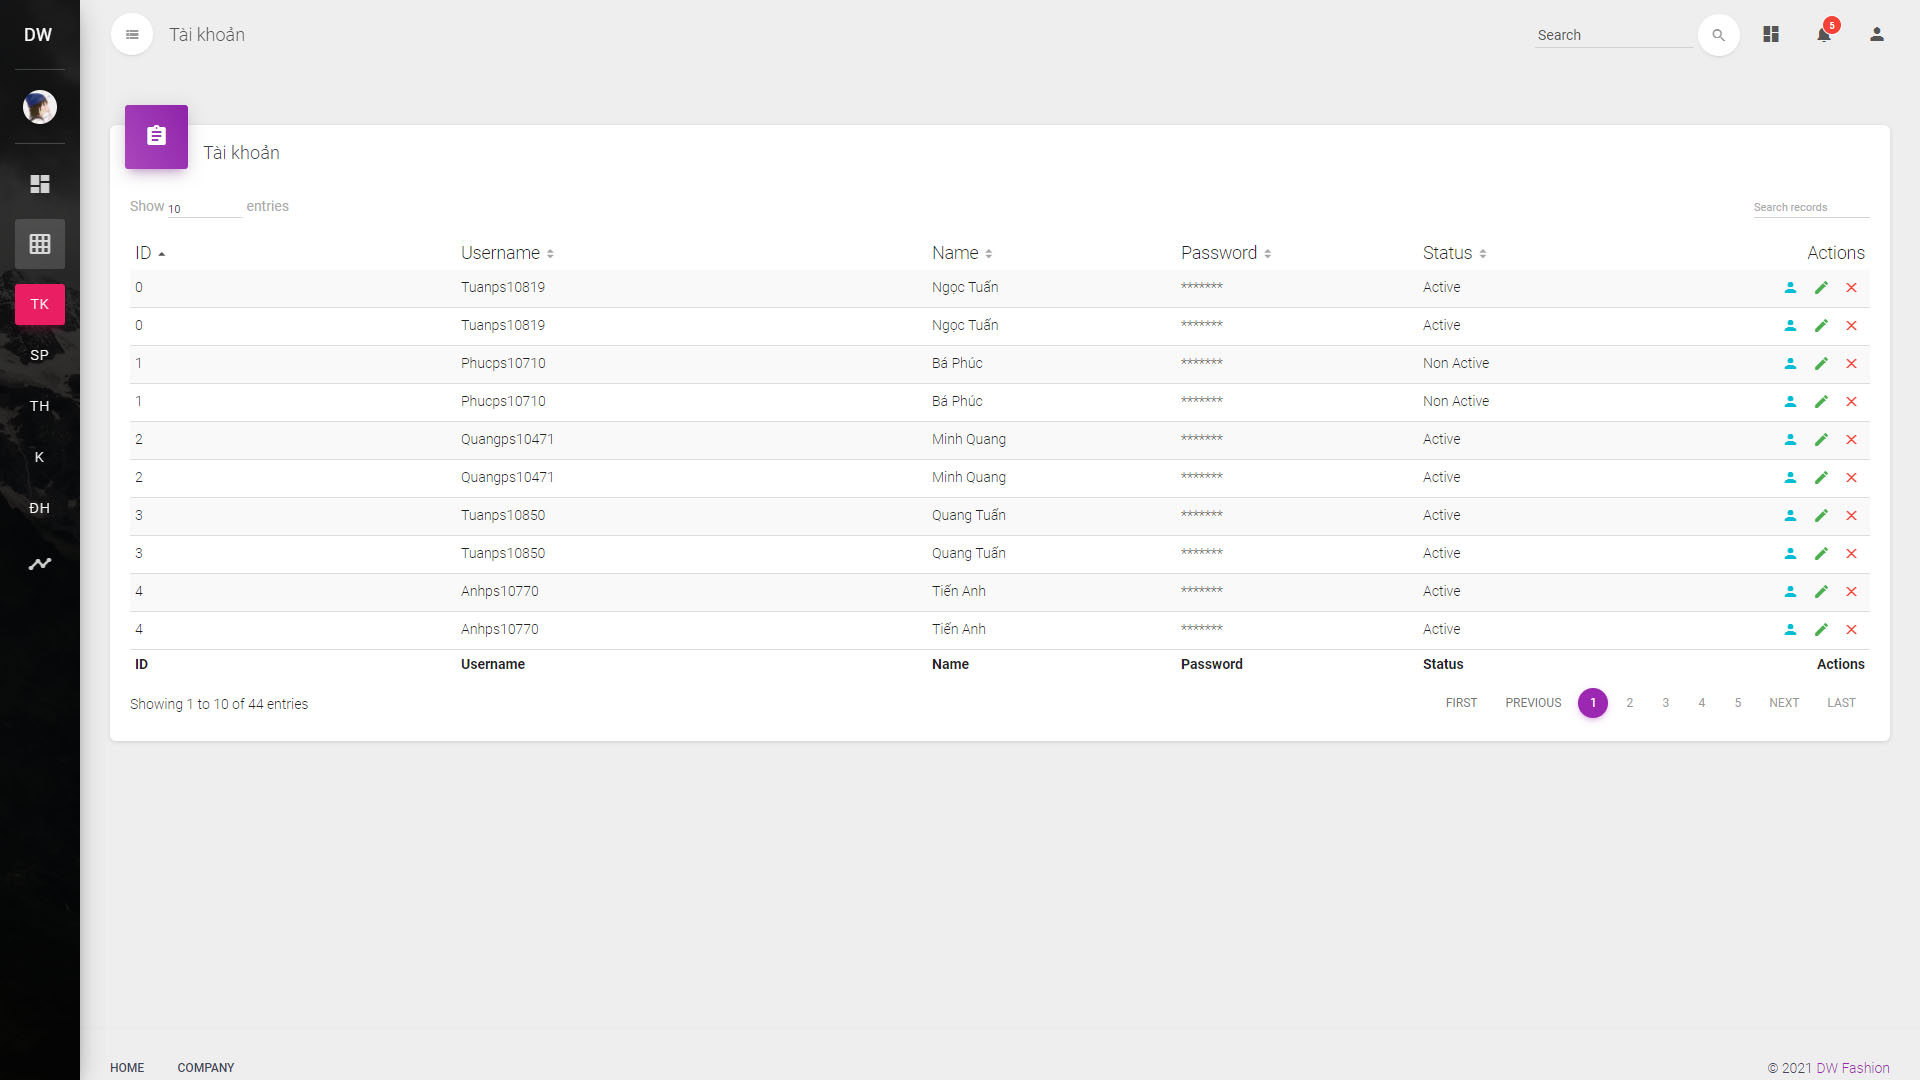 DW
Tài khoản
Search
5
Tài khoản
Show 10 entries
Search records
ID Username Name Password Status Actions
0 Tuanps10819 Ngọc Tuấn ******* Active
0 Tuanps10819 Ngọc Tuấn ******* Active
1 Phucps10710 Bá Phúc ******* Non Active
1 Phucps10710 Bá Phúc ******* Non Active
2 Quangps10471 Minh Quang ******* Active
2 Quangps10471 Minh Quang ******* Active
3 Tuanps10850 Quang Tuấn ******* Active
3 Tuanps10850 Quang Tuấn ******* Active
4 Anhps10770 Tiến Anh ******* Active
4 Anhps10770 Tiến Anh ******* Active
ID Username Name Password Status Actions
Showing 1 to 10 of 44 entries
FIRST PREVIOUS 1 2 3 4 5 NEXT LAST
TK
SP
TH
K
ĐH
HOME COMPANY
© 2021 DW Fashion